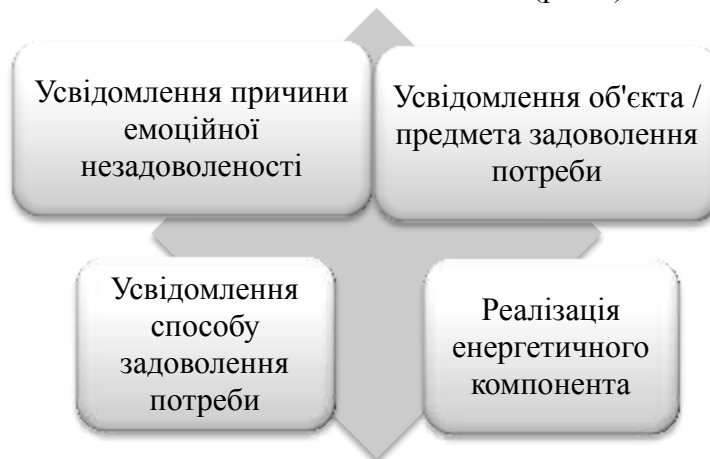 Усвідомлення причини
емоційної
незадоволеності
Усвідомлення об'єкта /
предмета задоволення
потреби
Усвідомлення
способу
задоволення
потреби
Реалізація
енергетичного
компонента